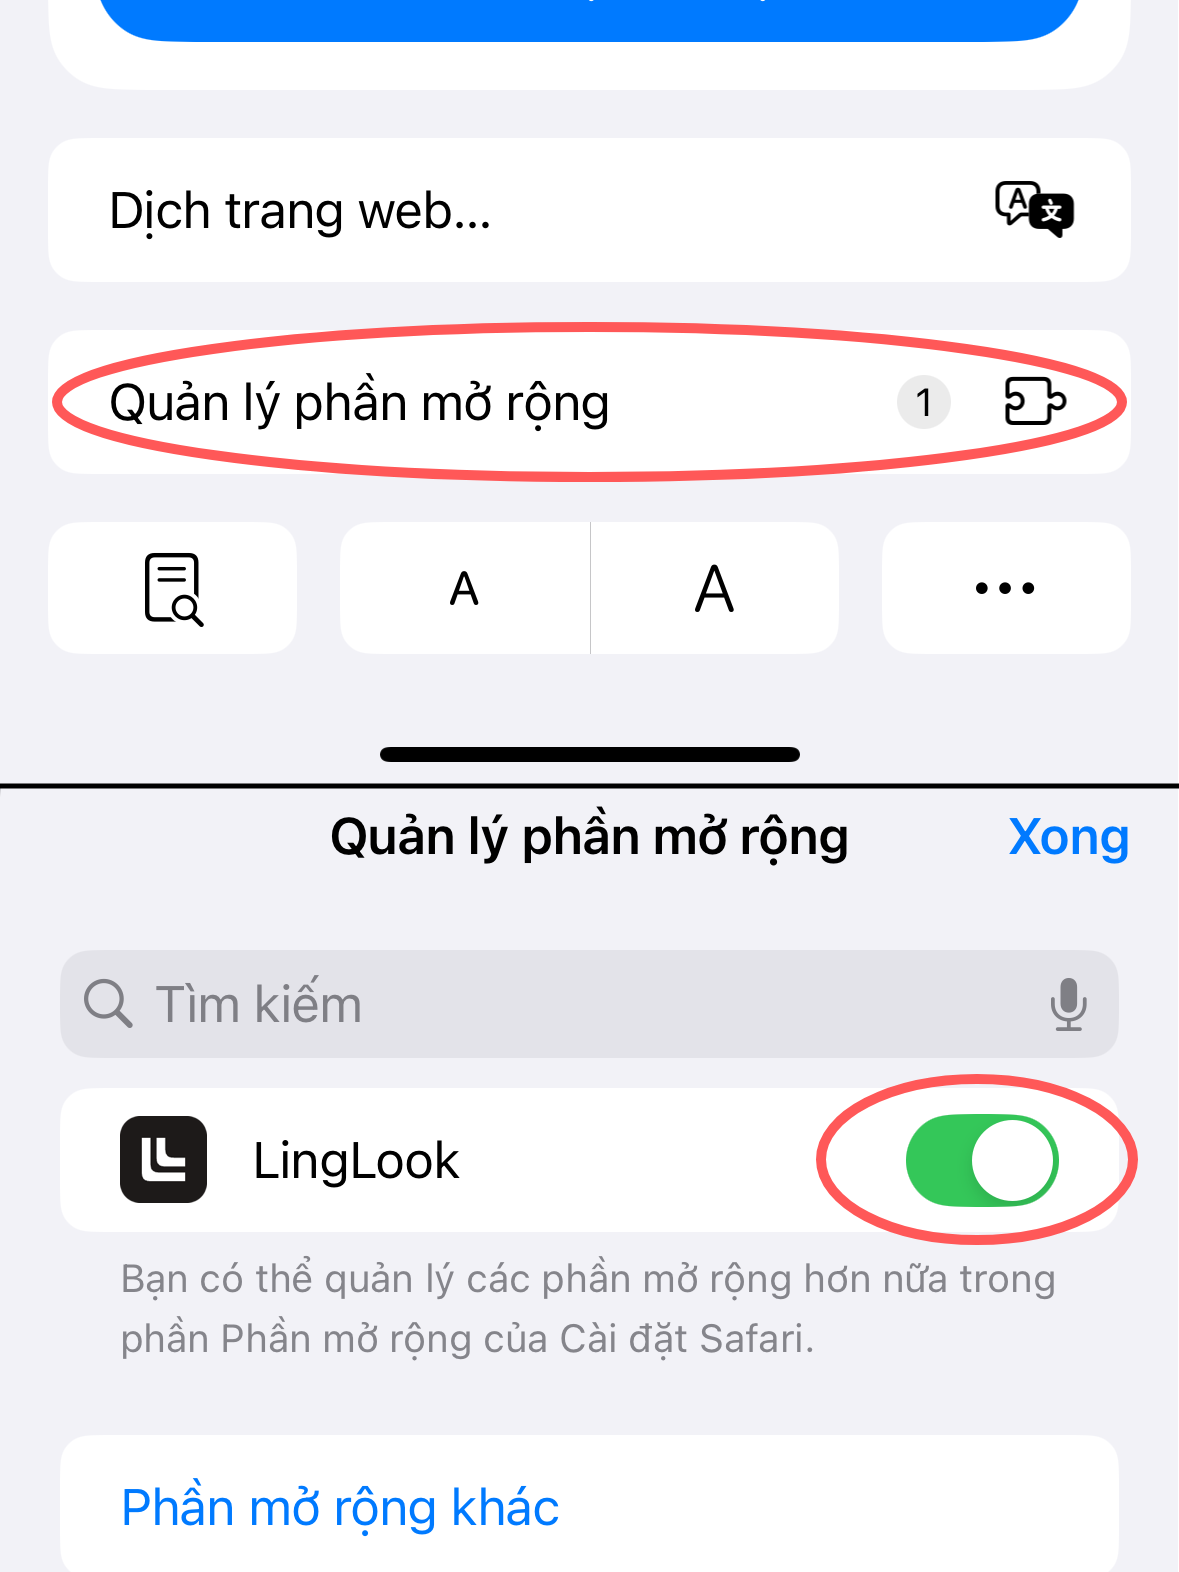 Dịch trang web...
Quản lý phần mở rộng 1
A A
Quản lý phần mở rộng Xong
Tìm kiếm
LingLook
Bạn có thể quản lý các phần mở rộng hơn nữa trong
phần Phần mở rộng của Cài đặt Safari.
Phần mở rộng khác